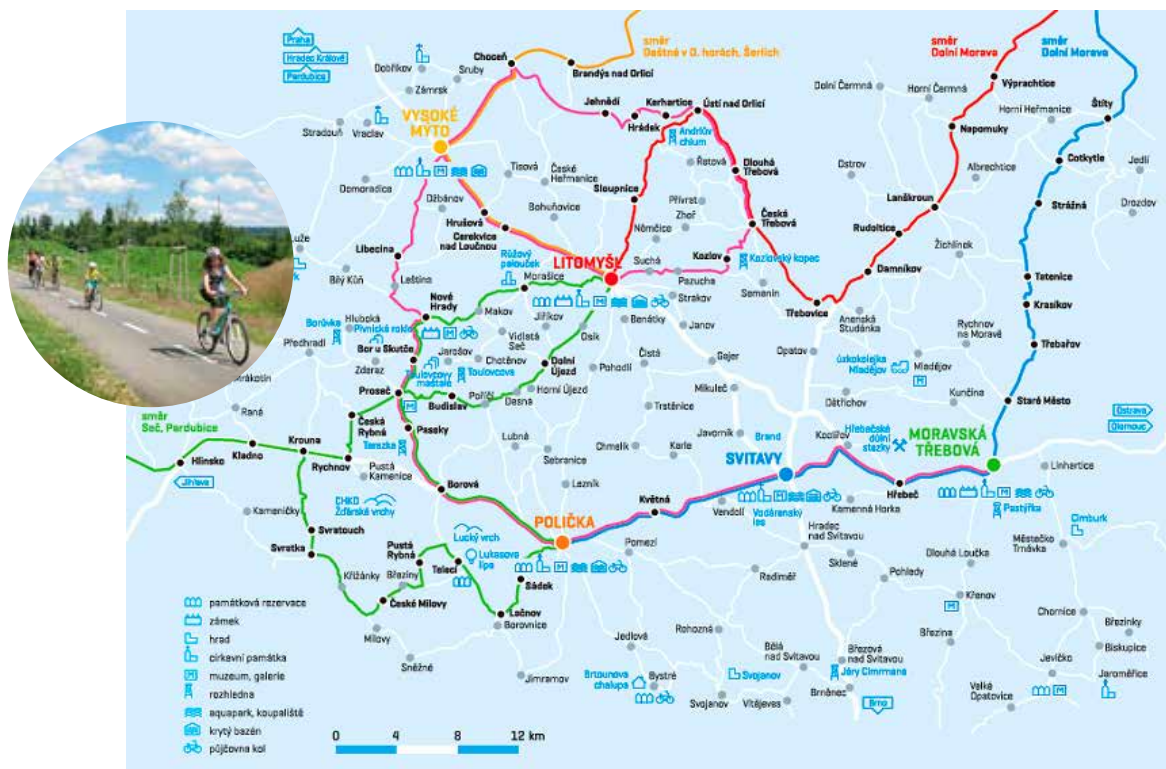 Praha
Hradec Králové
Pardubice
Dobříkov
Sruby
Zámrsk
Choceň
Brandýs nad Orlicí
směr
Deštné v O. horách, Šerlich
směr
Dolní Morava
směr
Dolní Morava
Výprachtice
Dolní Čermná
Horní Čermná
Horní Heřmanice
Štíty
VYSOKÉ
MÝTO
Stradouň
Vraclav
Jehnědí
Kerhartice
Hrádek
Ústí nad Orlicí
Andrlův
chlum
Řetová
Dlouhá
Třebová
Napomuky
Cotkytle
Jedlí
Drozdov
Ostrov
Albrechtice
Tisová
České
Heřmanice
Domoradice
Džbánov
Bohuňovice
Sloupnice
Přívrat
Zhoř
Česká
Třebová
Lanškroun
Strážná
Hrušová
Cerekvice
nad Loučnou
Němčice
Rudoltice
Žichlínek
Libecina
Růžový
palouček
LITOMYŠL
Suchá
Kozlov
Kozlovský kopec
Bílý Kůň
Leština
Morašice
Pazucha
Strakov
Semanín
Damníkov
Tatenice
Třebovice
Krasíkov
Nové
Hrady
Makov
Jiříkov
Osík
Benátky
Janov
Anenská
Studánka
Rychnov
na Moravě
Borůvka
Hluboká
Pivnická rokle
Vidlatá
Seč
Předhradí
Bor u Skutče
Jarošov
Chotěnov
Dolní
Újezd
Čistá
Gajer
Opatov
úzkokolejka
Mladějov
Mladějov
Třebařov
Zderaz
Toulovcovy
maštale
Toulovcova
Pohodlí
Horní Újezd
Mikuleč
Kunčina
Proseč
Budislav
Poříčí
Desná
Trstěnice
Dětřichov
Staré Město
Raná
směr
Seč, Pardubice
Česká
Rybná
Paseky
Terezka
Lubná
Sebranice
Chmelík
Karle
Javorník
Brand
Koclířov
Hřebečské
důlní
stezky
MORAVSKÁ
TŘEBOVÁ
Ostrava
Olomouc
Krouna
Kladno
Hlinsko
Rychnov
Pustá
Kamenice
SVITAVY
Linhartice
Jihlava
Borová
Lezník
Květná
Vendolí
Vodárenský
les
Kamenná Horka
Hřebeč
Pastýřka
CHKO
Žďárské vrchy
Kameničky
POLIČKA
Hradec
nad Svitavou
Městečko
Trnávka
Cimburk
Svratouch
Svratka
Pustá
Rybná
Lucký vrch
Lukasova
lípa
Pomezí
Sklené
Dlouhá Loučka
Telecí
Křižánky
Březiny
Sádek
Radiměř
Pohledy
Křenov
České Milovy
Lačnov
Borovnice
Chornice
Březinky
Milovy
Jedlová
Rohozná
Bělá
nad Svitavou
Březová
nad Svitavou
Březina
Biskupice
Sněžné
Jimramov
Brtounova
chalupa
Bystré
Svojanov
Járy Cimrmana
Jevíčko
Jaroměřice
Svojanov
Vítějeves
Brněnec
Brno
Velké
Opatovice
památková rezervace
zámek
hrad
církevní památka
muzeum, galerie
rozhledna
aquapark, koupaliště
krytý bazén
půjčovna kol
0 4 8 12 km